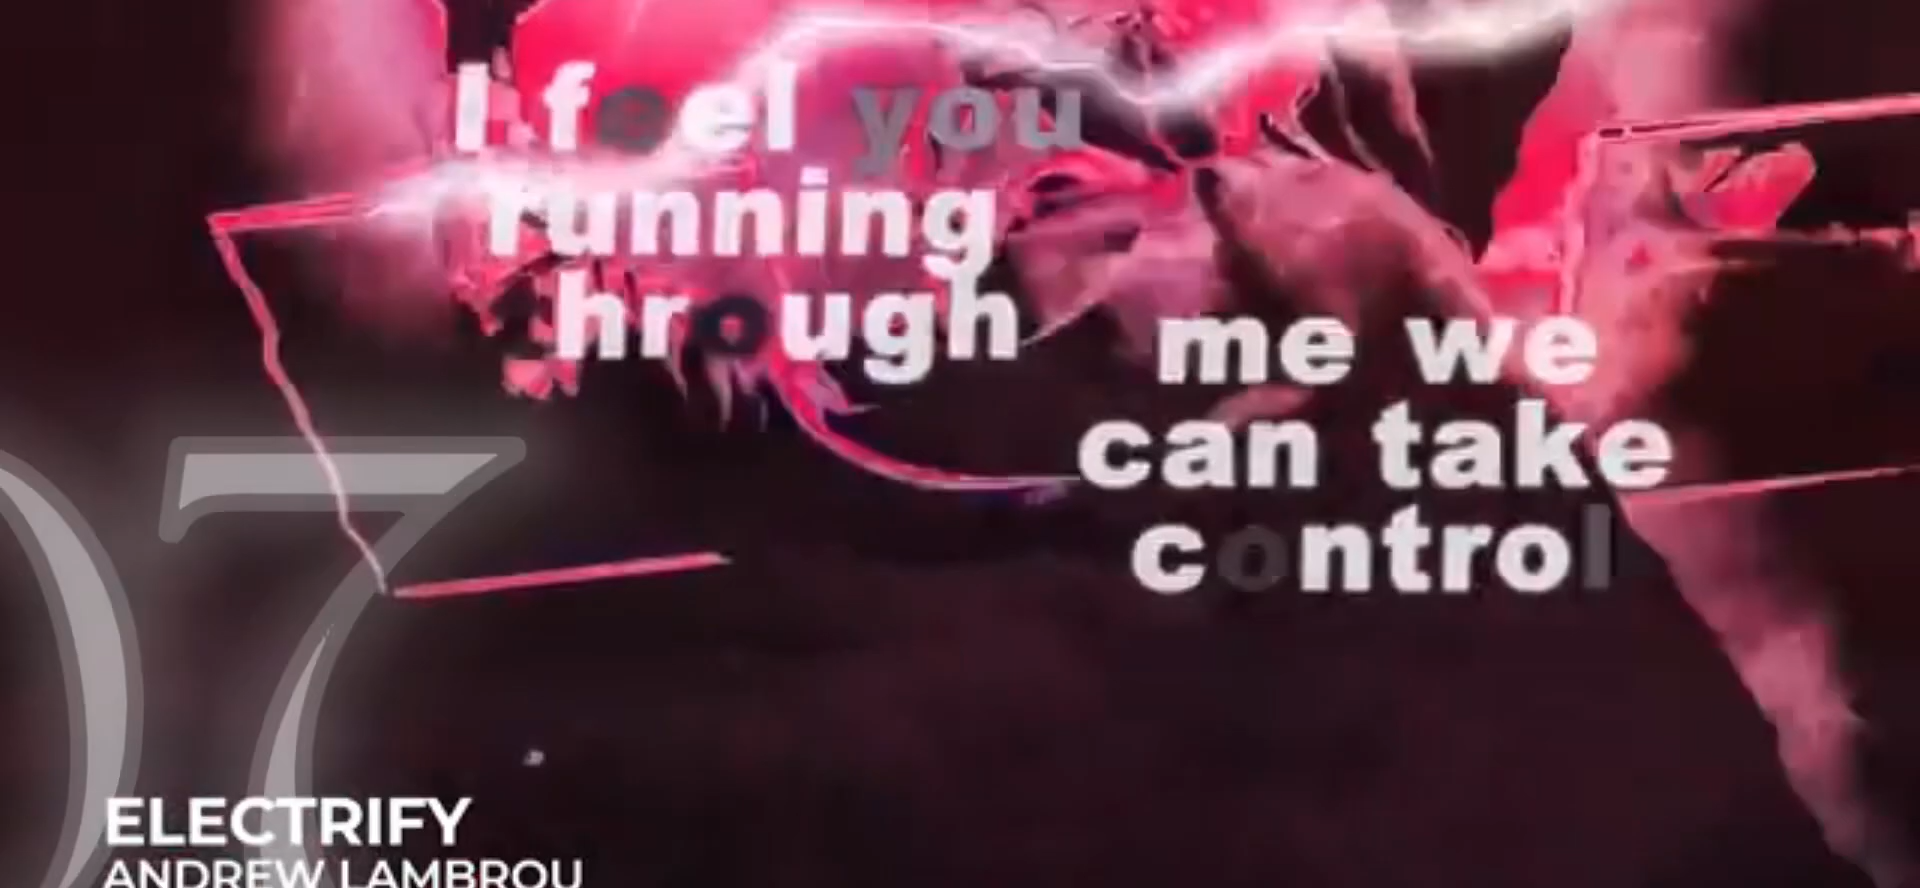 I feel you
running
hrough
me we
can take
control
07
ELECTRIFY
ANDREW LAMBROU